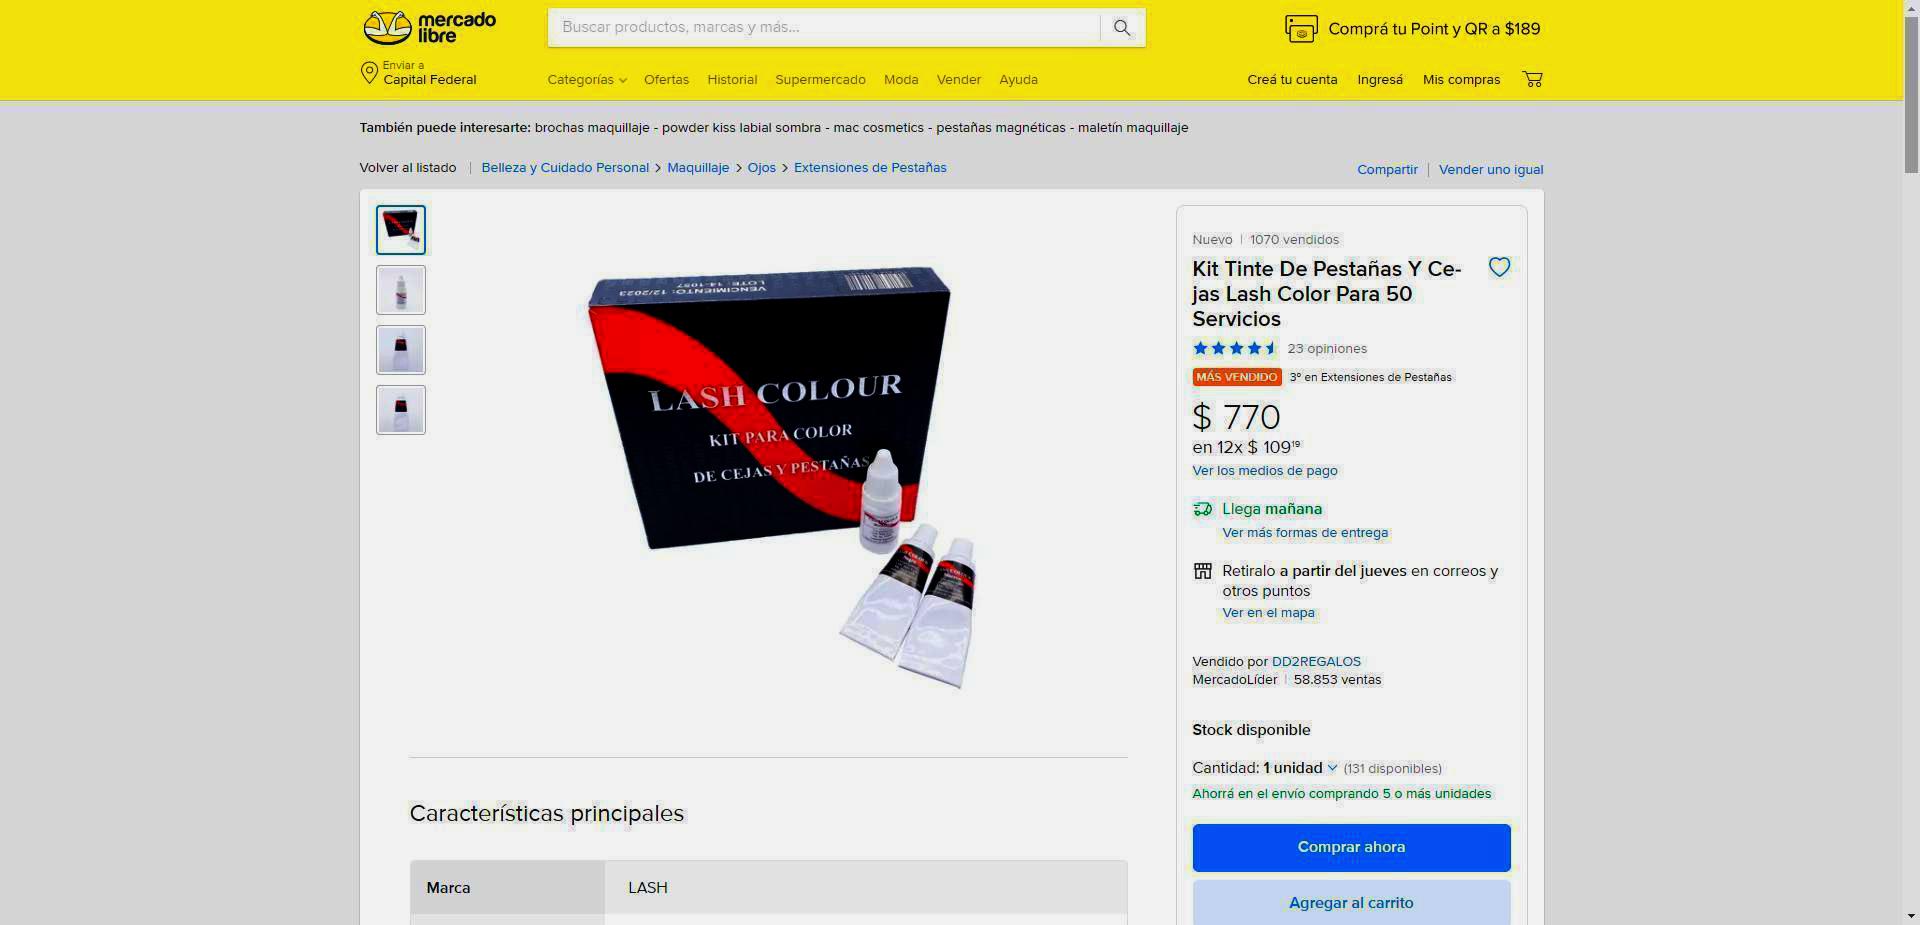 mercado
libre
Buscar productos, marcas y más...
Comprá tu Point y QR a $189
Enviar a
Capital Federal
Categorías
Ofertas
Historial
Supermercado
Moda
Vender
Ayuda
Creá tu cuenta
Ingresá
Mis compras
También puede interesarte: brochas maquillaje - powder kiss labial sombra - mac cosmetics - pestañas magnéticas - maletín maquillaje
Volver al listado | Belleza y Cuidado Personal > Maquillaje > Ojos > Extensiones de Pestañas
Compartir | Vender uno igual
VENCIMIENTO: 12/2023
LOTE: 14-1057
LASH COLOUR
KIT PARA COLOR
DE CEJAS Y PESTAÑAS
Nuevo | 1070 vendidos
Kit Tinte De Pestañas Y Ce-
jas Lash Color Para 50
Servicios
23 opiniones
MÁS VENDIDO 3º en Extensiones de Pestañas
$ 770
en 12x $ 109¹⁹
Ver los medios de pago
Llega mañana
Ver más formas de entrega
Retiralo a partir del jueves en correos y
otros puntos
Ver en el mapa
Vendido por DD2REGALOS
MercadoLíder | 58.853 ventas
Stock disponible
Cantidad: 1 unidad (131 disponibles)
Ahorrá en el envío comprando 5 o más unidades
Comprar ahora
Agregar al carrito
Características principales
Marca
LASH